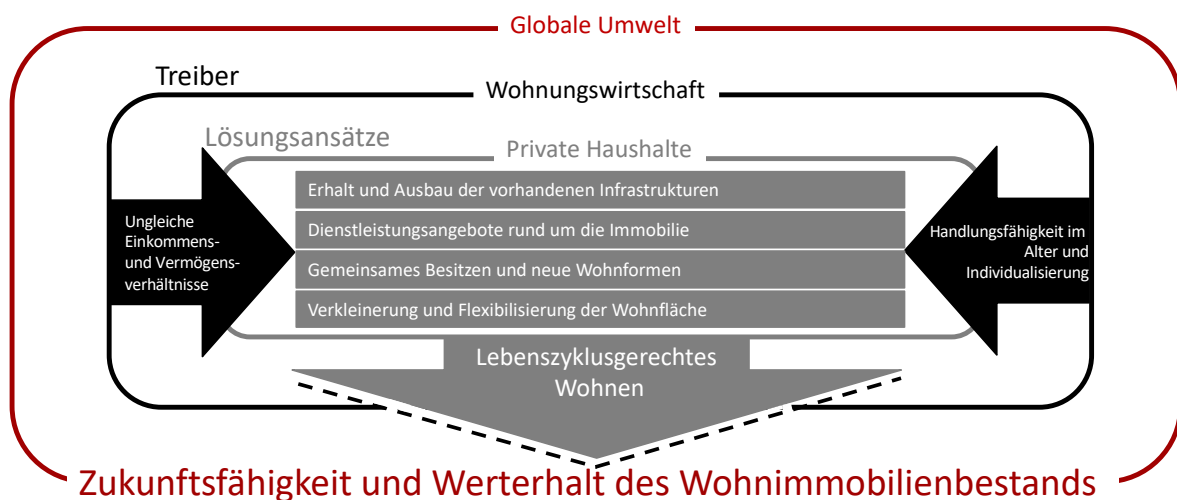 Globale Umwelt
Treiber
Wohnungswirtschaft
Lösungsansätze
Private Haushalte
Ungleiche
Einkommens-
und Vermögens-
verhältnisse
Erhalt und Ausbau der vorhandenen Infrastrukturen
Dienstleistungsangebote rund um die Immobilie
Gemeinsames Besitzen und neue Wohnformen
Verkleinerung und Flexibilisierung der Wohnfläche
Handlungsfähigkeit im
Alter und
Individualisierung
Lebenszyklusgerechtes
Wohnen
Zukunftsfähigkeit und Werterhalt des Wohnimmobilienbestands